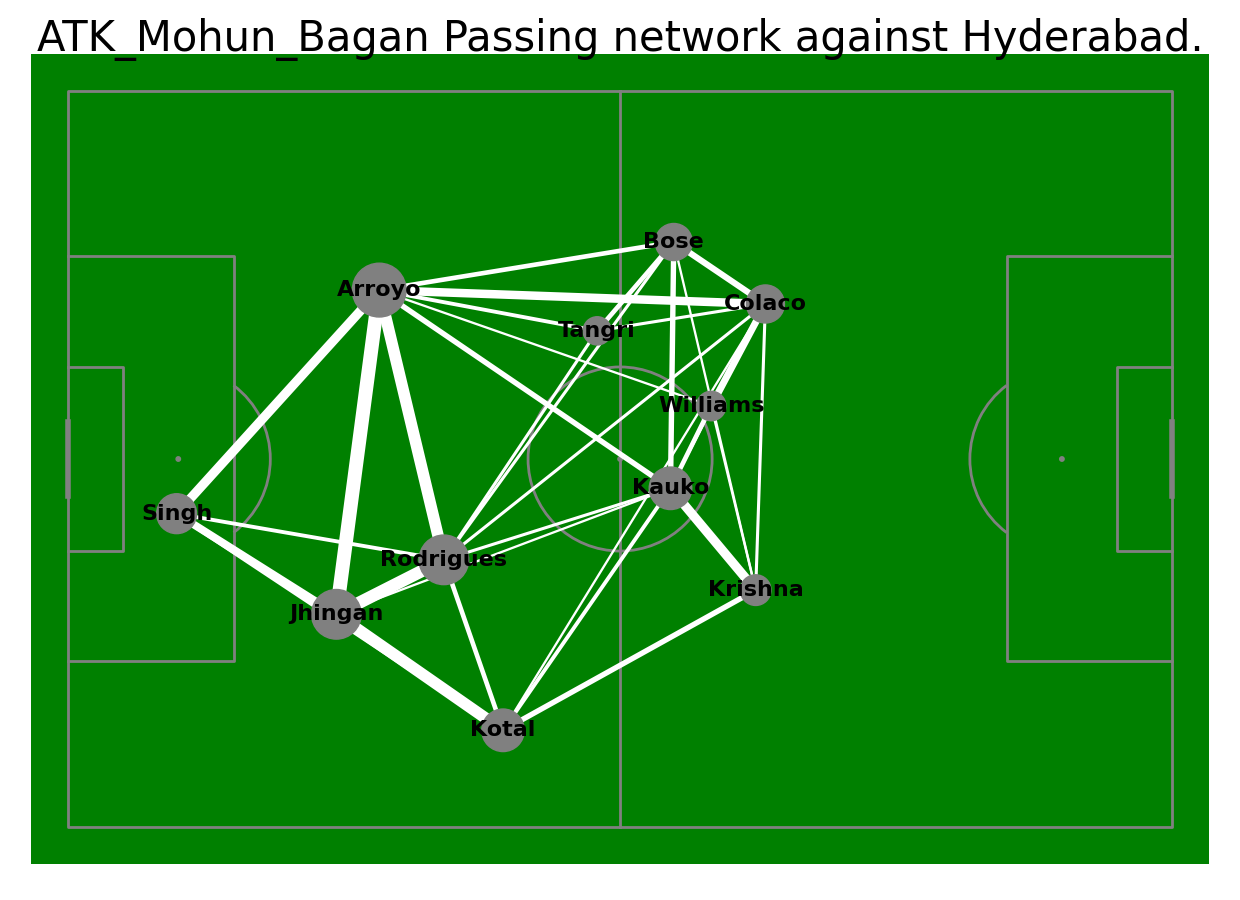 ATK_Mohun_Bagan Passing network against Hyderabad.
Bose
Arroyo
Colaco
Tangri
Williams
Kauko
Singh
Rodrigues
Krishna
Jhingan
Kotal